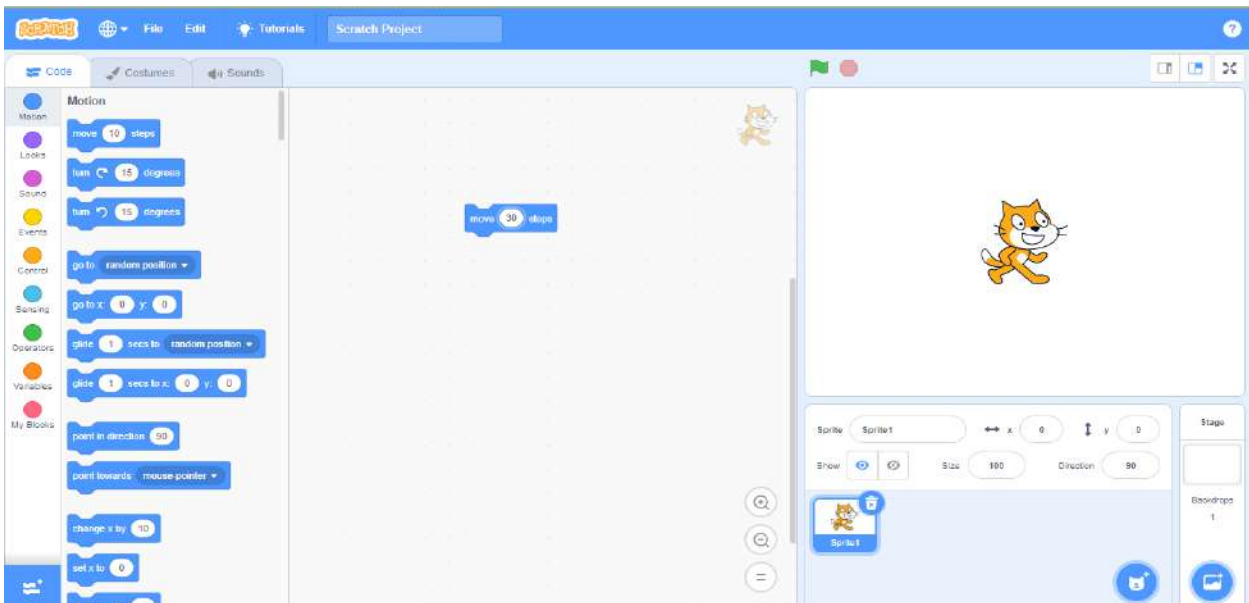 SCRATCH File Edit Tutorials Scratch Project ?
Code Costumes Sounds
Motion
Looks
Sound
Events
Control
Sensing
Operators
Variables
My Blocks
Motion
move 10 steps
turn 15 degrees
turn 15 degrees
go to random position
go to x: 0 y: 0
glide 1 secs to random position
glide 1 secs to x: 0 y: 0
point in direction 90
point towards mouse-pointer
change x by 10
set x to 0
move 30 steps
Sprite Sprite1 x 0 y 0
Show Size 100 Direction 90
Sprite1
Stage
Backdrops
1